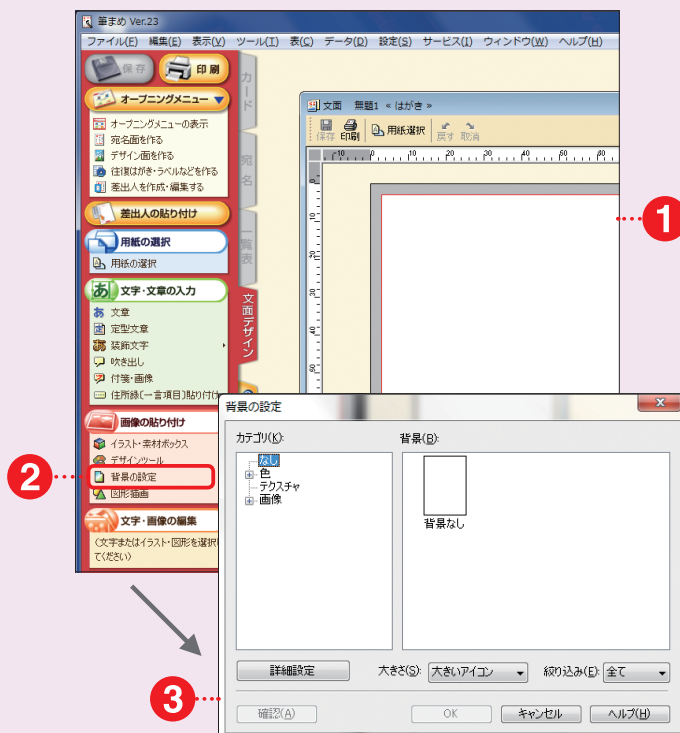 筆まめ Ver.23
ファイル(F) 編集(E) 表示(V) ツール(T) 表(C) データ(D) 設定(S) サービス(I) ウィンドウ(W) ヘルプ(H)
保存 印刷
オープニングメニュー
オープニングメニューの表示
宛名面を作る
デザイン面を作る
往復はがき・ラベルなどを作る
差出人を作成・編集する
差出人の貼り付け
用紙の選択
用紙の選択
文字・文章の入力
あ 文章
定型文章
装飾文字
吹き出し
付箋・画像
住所録(一言項目)貼り付け
画像の貼り付け
イラスト・素材ボックス
デザインツール
背景の設定
図形描画
文字・画像の編集
(文字またはイラスト・図形を選択し
てください)
カード
宛名
一覧表
文面デザイン
文面 無題1 « はがき »
保存 印刷 用紙選択 戻す 取消
10 0 10 20 30 40 50 60
0
10
20
30
40
50
1
2
3
背景の設定
カテゴリ(K):
なし
色
テクスチャ
画像
背景(B):
背景なし
詳細設定 大きさ(S): 大きいアイコン 絞り込み(E): 全て
確認(A) OK キャンセル ヘルプ(H)